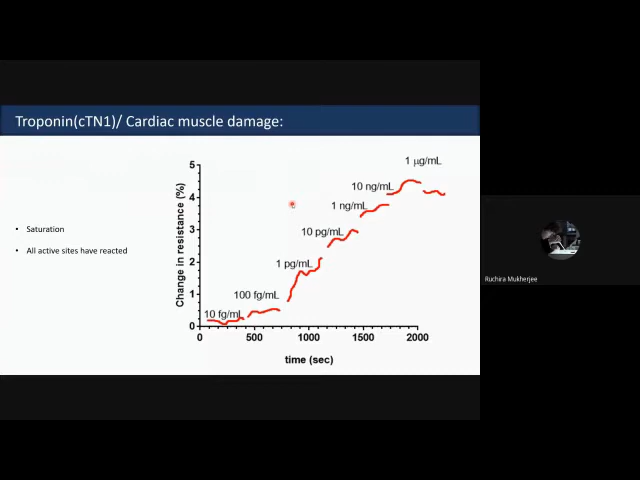 Troponin(cTN1)/ Cardiac muscle damage:
Saturation
All active sites have reacted
Change in resistance (%)
5
4
3
2
1
0
1 μg/mL
10 ng/mL
1 ng/mL
10 pg/mL
1 pg/mL
100 fg/mL
10 fg/mL
0 500 1000 1500 2000
time (sec)
Ruchira Mukherjee